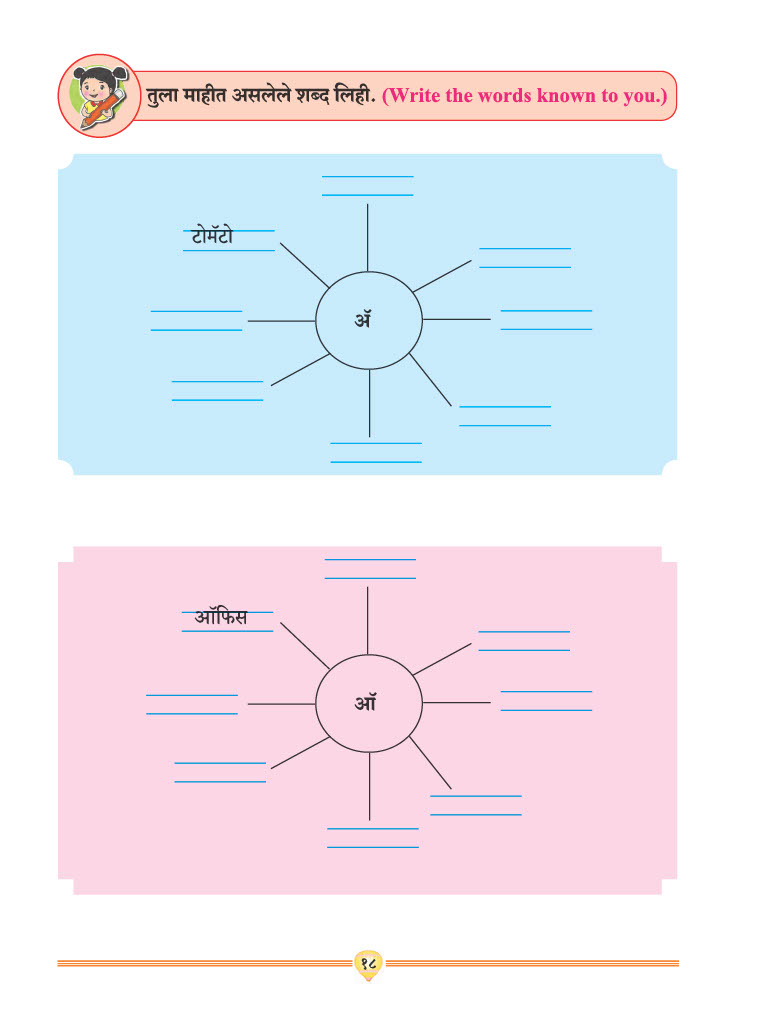 तुला माहीत असलेले शब्द लिही. (Write the words known to you.)
टोमॅटो
ॲ
ऑफिस
ऑ
१८